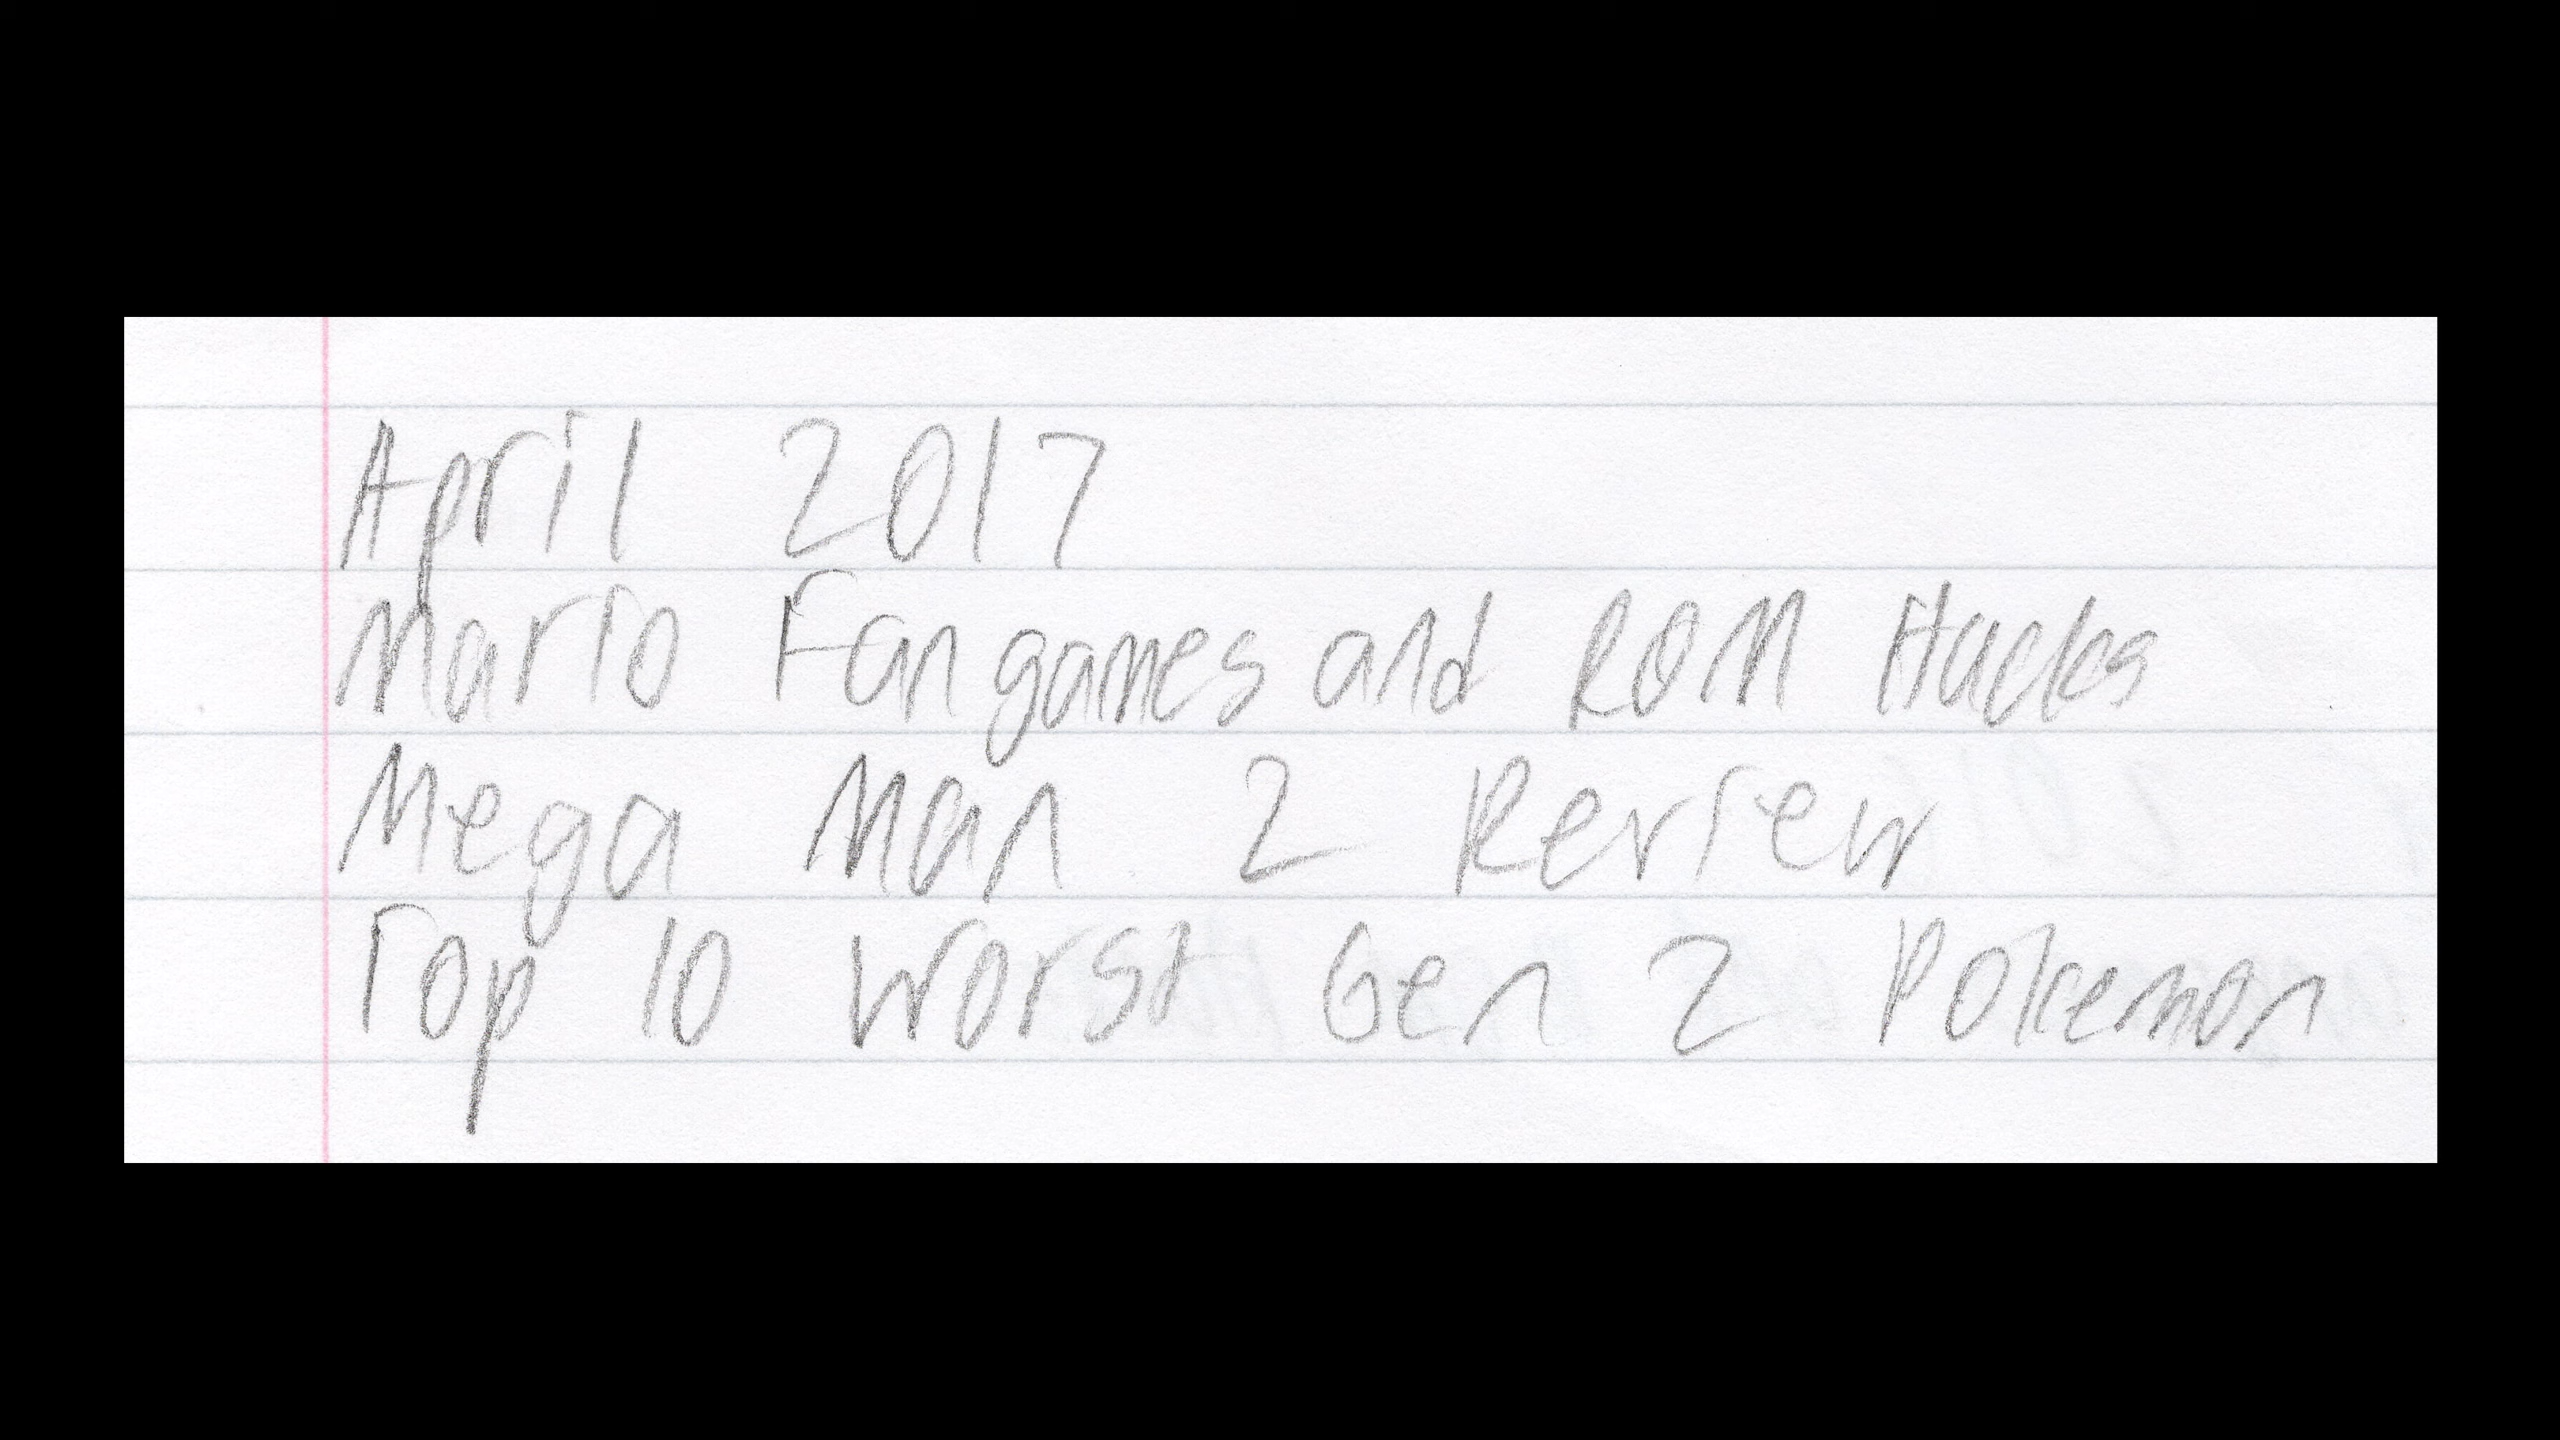 April 2017
Mario Fangames and ROM Hacks
Mega Man 2 Review
Top 10 Worst Gen 2 Pokemon